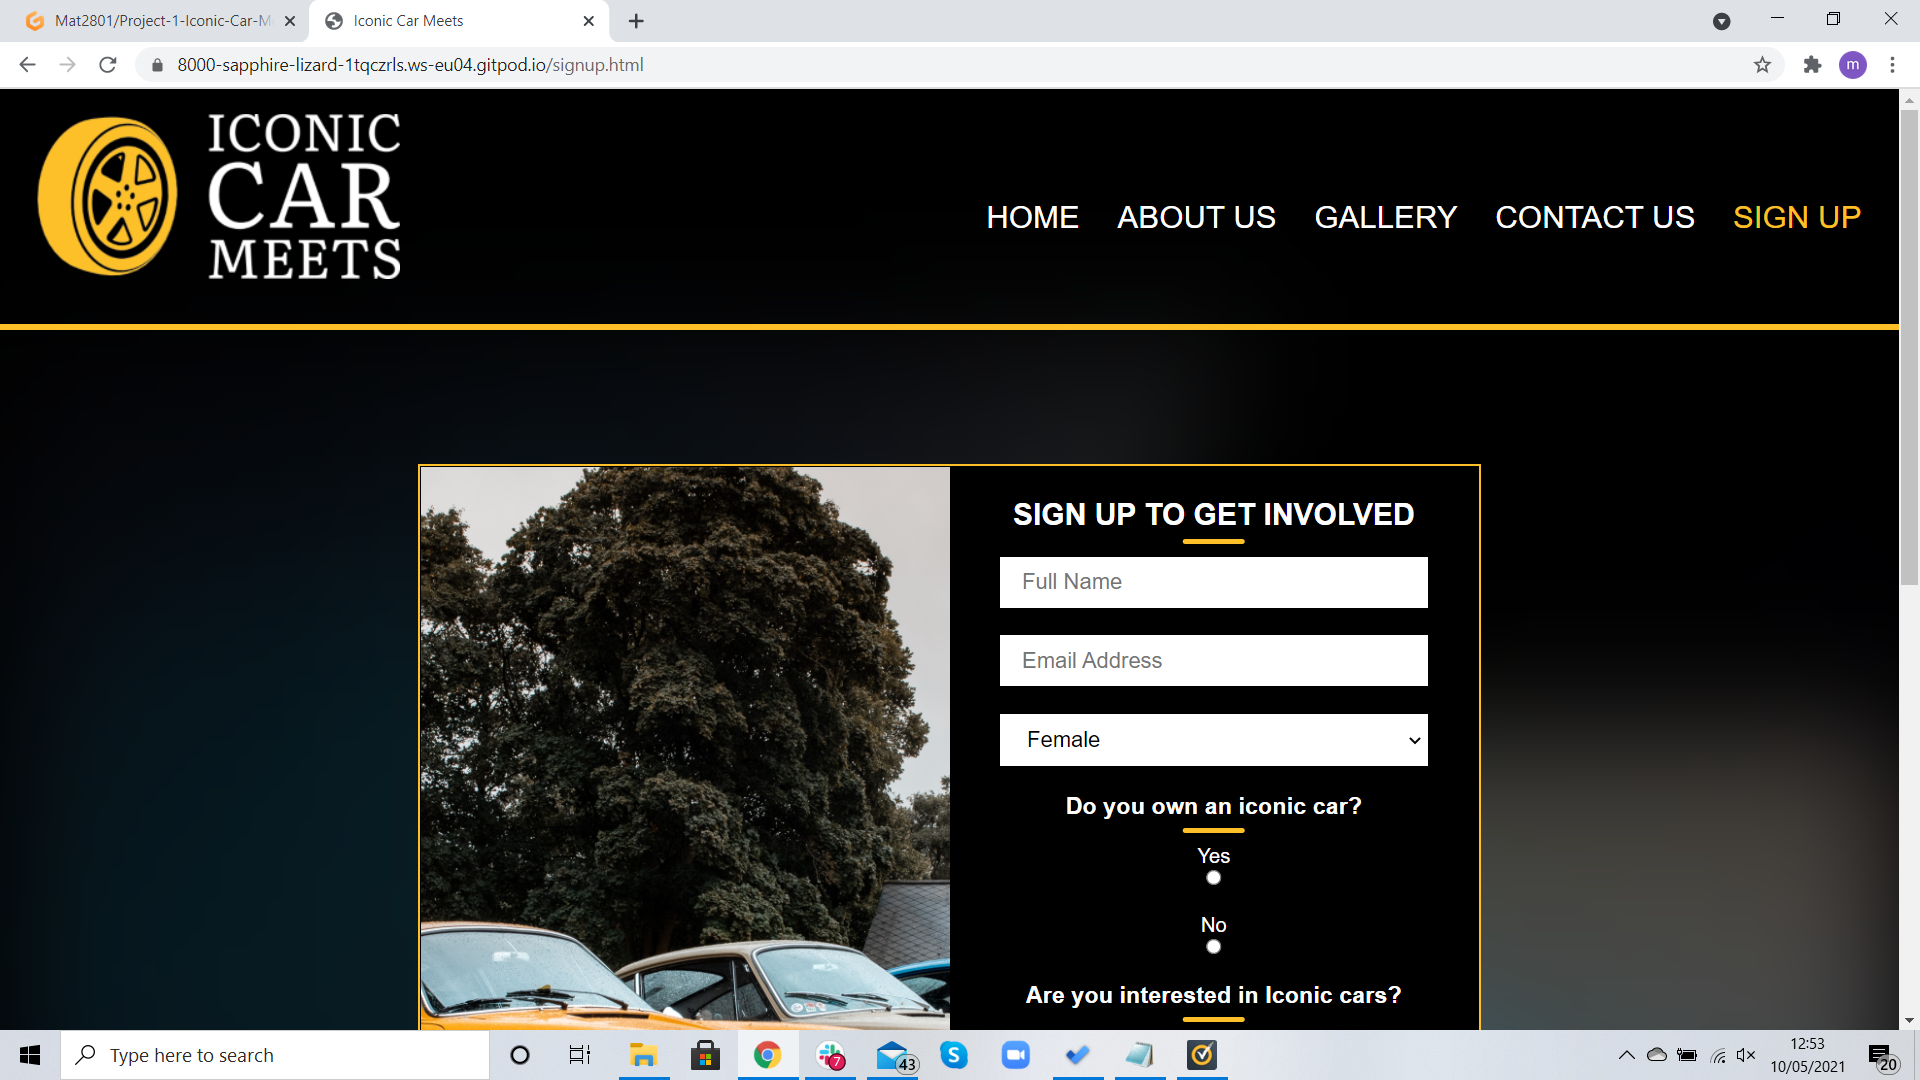 Mat2801/Project-1-Iconic-Car-M
Iconic Car Meets
8000-sapphire-lizard-1tqczrls.ws-eu04.gitpod.io/signup.html
m
ICONIC
CAR
MEETS
HOME ABOUT US GALLERY CONTACT US SIGN UP
SIGN UP TO GET INVOLVED
Full Name
Email Address
Female
Do you own an iconic car?
Yes
No
Are you interested in Iconic cars?
Type here to search
7
43
S
12:53
10/05/2021
20